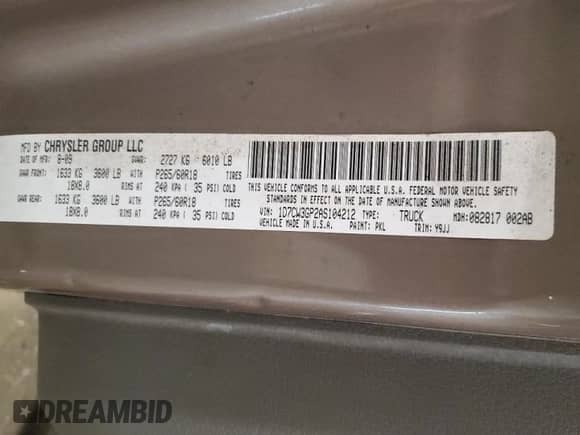 MFD BY CHRYSLER GROUP LLC
DATE OF MFR: 8-09 GVWR: 2727 KG 6010 LB
GAWR FRONT: 1633 KG 3600 LB WITH P265/60R18 TIRES
18X8.0 RIMS AT 240 KPA ( 35 PSI) COLD
GAWR REAR: 1633 KG 3600 LB WITH P265/60R18 TIRES
18X8.0 RIMS AT 240 KPA ( 35 PSI) COLD
THIS VEHICLE CONFORMS TO ALL APPLICABLE U.S.A. FEDERAL MOTOR VEHICLE SAFETY
STANDARDS IN EFFECT ON THE DATE OF MANUFACTURE SHOWN ABOVE.
VIN: 1D7CW3GP2AS104212 TYPE: TRUCK MDH: 082817 002AB
VEHICLE MADE IN U.S.A. PAINT: PKL TRIM: Y9JJ
DREAMBID